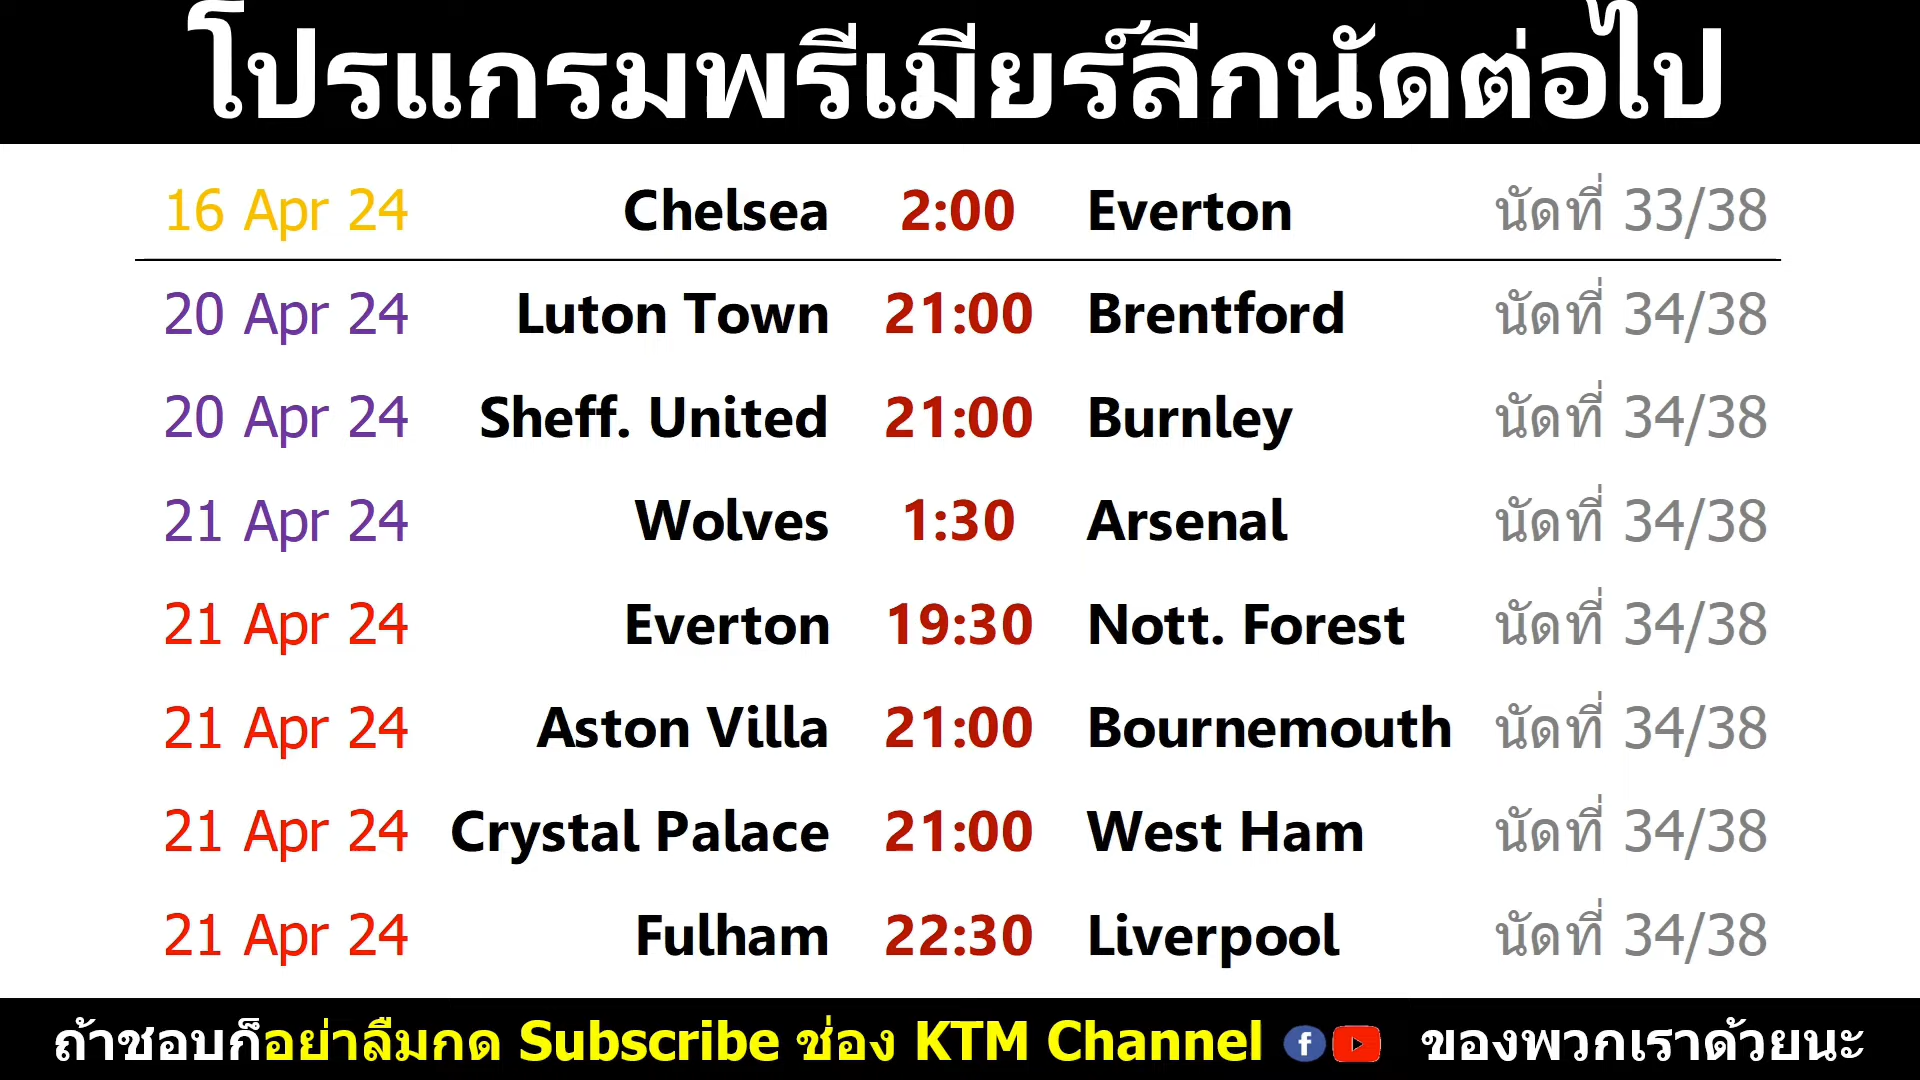 โปรแกรมพรีเมียร์ลีกนัดต่อไป
16 Apr 24 Chelsea 2:00 Everton นัดที่ 33/38
20 Apr 24 Luton Town 21:00 Brentford นัดที่ 34/38
20 Apr 24 Sheff. United 21:00 Burnley นัดที่ 34/38
21 Apr 24 Wolves 1:30 Arsenal นัดที่ 34/38
21 Apr 24 Everton 19:30 Nott. Forest นัดที่ 34/38
21 Apr 24 Aston Villa 21:00 Bournemouth นัดที่ 34/38
21 Apr 24 Crystal Palace 21:00 West Ham นัดที่ 34/38
21 Apr 24 Fulham 22:30 Liverpool นัดที่ 34/38
ถ้าชอบก็อย่าลืมกด Subscribe ช่อง KTM Channel f ของพวกเราด้วยนะ